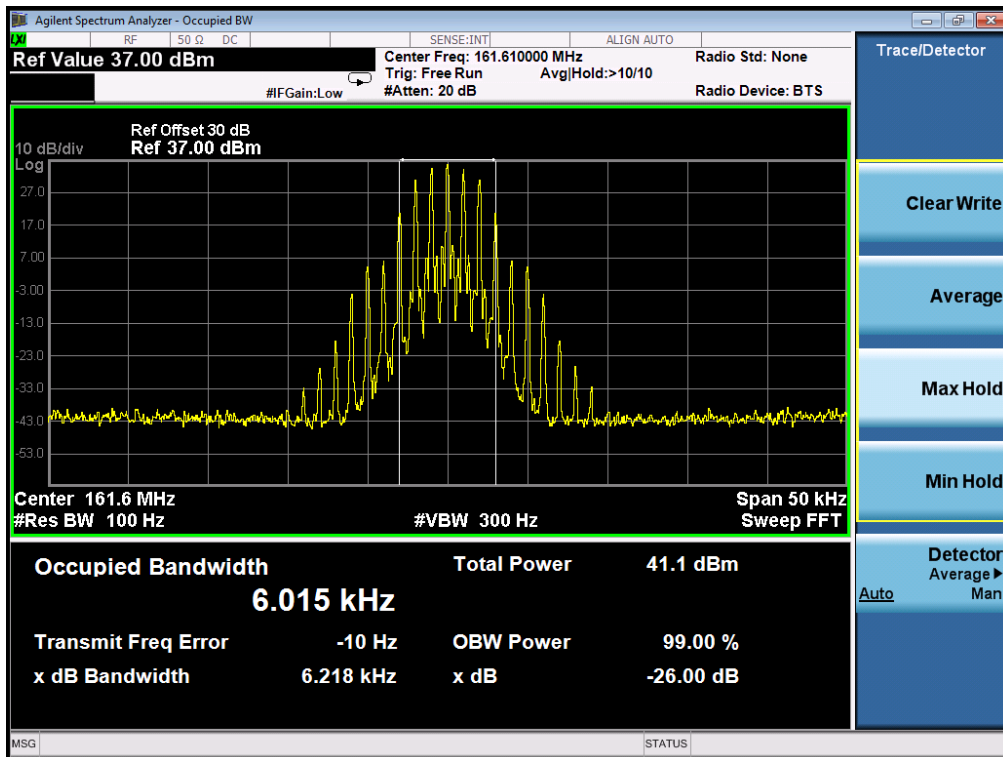 Agilent Spectrum Analyzer - Occupied BW
LXI RF 50 Ω DC SENSE:INT ALIGN AUTO
Ref Value 37.00 dBm
#IFGain:Low
Center Freq: 161.610000 MHz
Trig: Free Run Avg|Hold:>10/10
#Atten: 20 dB
Radio Std: None
Radio Device: BTS
Ref Offset 30 dB
10 dB/div Ref 37.00 dBm
Log
27.0
17.0
7.00
-3.00
-13.0
-23.0
-33.0
-43.0
-53.0
Center 161.6 MHz Span 50 kHz
#Res BW 100 Hz #VBW 300 Hz Sweep FFT
Occupied Bandwidth Total Power 41.1 dBm
6.015 kHz
Transmit Freq Error -10 Hz OBW Power 99.00 %
x dB Bandwidth 6.218 kHz x dB -26.00 dB
MSG STATUS
Trace/Detector
Clear Write
Average
Max Hold
Min Hold
Detector
Average
Auto Man